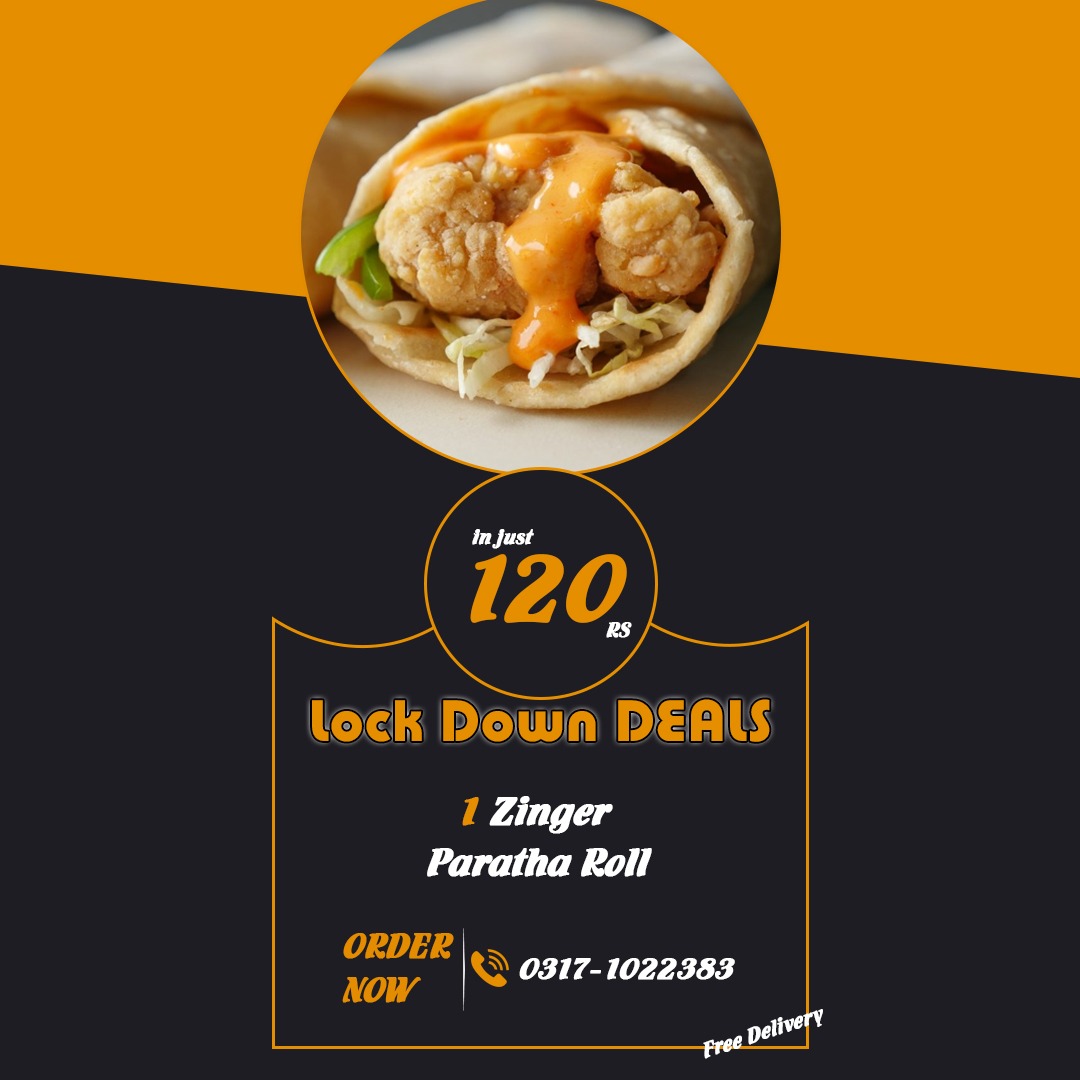 in just
120
RS
Lock Down DEALS
1 Zinger
Paratha Roll
ORDER
NOW
0317-1022383
Free Delivery